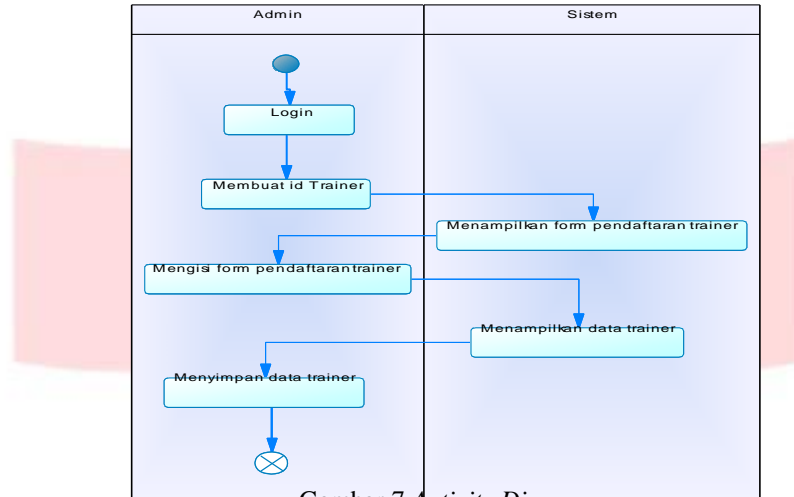 Admin
Sistem
Login
Membuat id Trainer
Menampilkan form pendaftaran trainer
Mengisi form pendaftaran trainer
Menampilkan data trainer
Menyimpan data trainer
Gambar 7 Activity Di